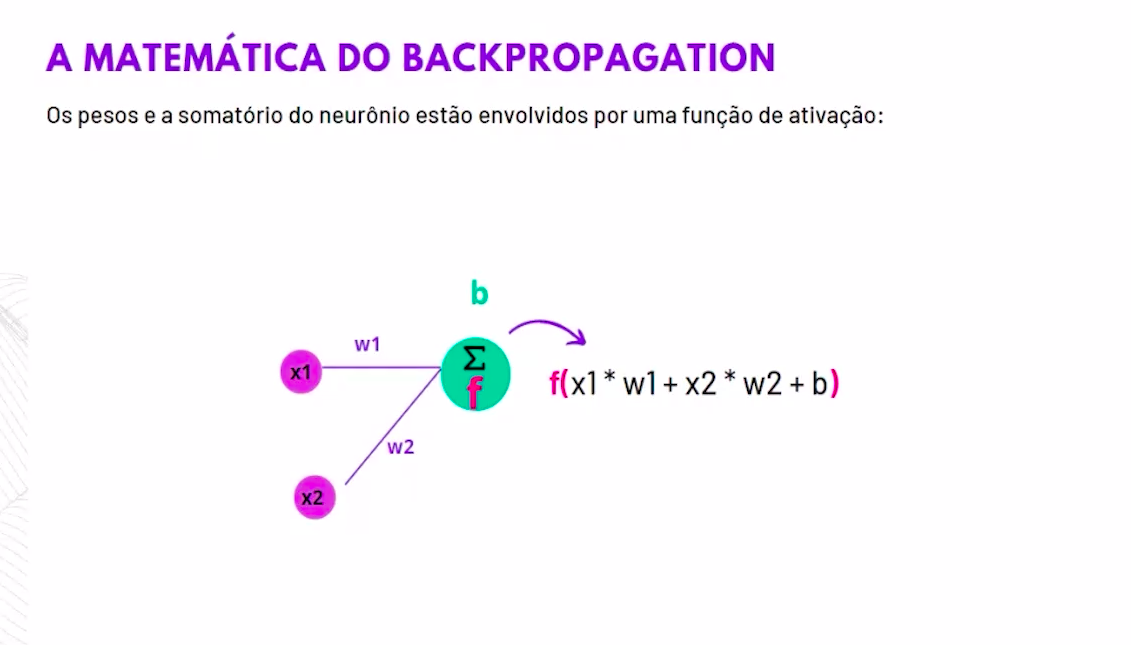 A MATEMÁTICA DO BACKPROPAGATION
Os pesos e a somatório do neurônio estão envolvidos por uma função de ativação:
b
w1
x1
Σ
f
f(x1 * w1 + x2 * w2 + b)
w2
x2